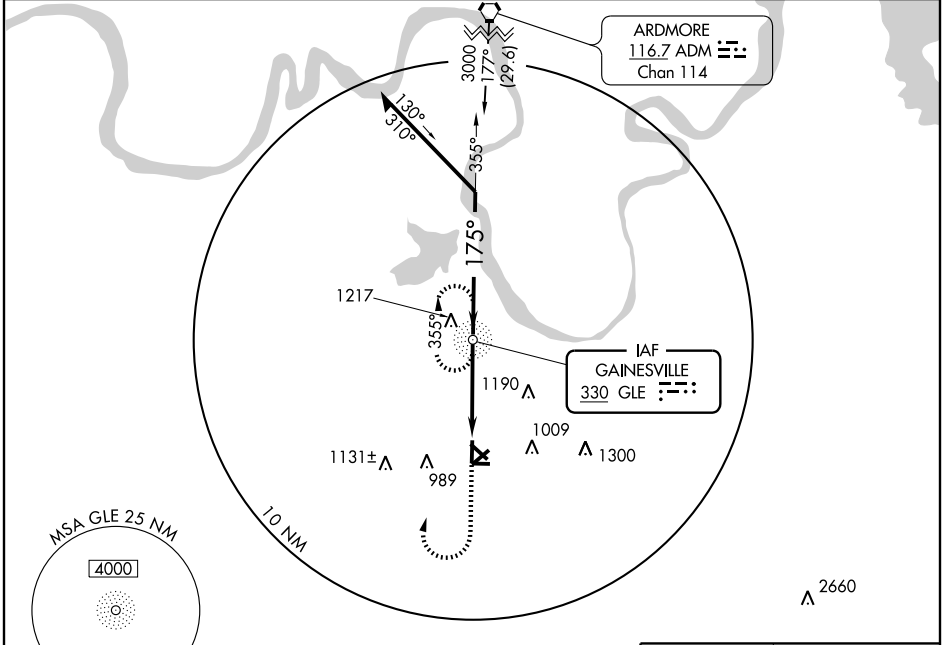 ARDMORE
116.7 ADM
Chan 114
3000
177°
(29.6)
130°
310°
355°
175°
1217
355°
IAF
GAINESVILLE
330 GLE
1190
1009
1300
1131±
989
10 NM
MSA GLE 25 NM
4000
2660